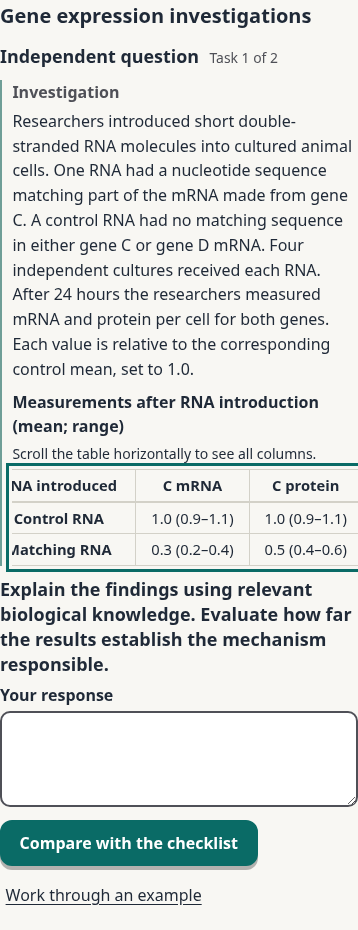 Gene expression investigations
Independent question Task 1 of 2
Investigation
Researchers introduced short double-
stranded RNA molecules into cultured animal
cells. One RNA had a nucleotide sequence
matching part of the mRNA made from gene
C. A control RNA had no matching sequence
in either gene C or gene D mRNA. Four
independent cultures received each RNA.
After 24 hours the researchers measured
mRNA and protein per cell for both genes.
Each value is relative to the corresponding
control mean, set to 1.0.
Measurements after RNA introduction
(mean; range)
Scroll the table horizontally to see all columns.
NA introduced C mRNA C protein
Control RNA 1.0 (0.9–1.1) 1.0 (0.9–1.1)
Matching RNA 0.3 (0.2–0.4) 0.5 (0.4–0.6)
Explain the findings using relevant
biological knowledge. Evaluate how far
the results establish the mechanism
responsible.
Your response
Compare with the checklist
Work through an example